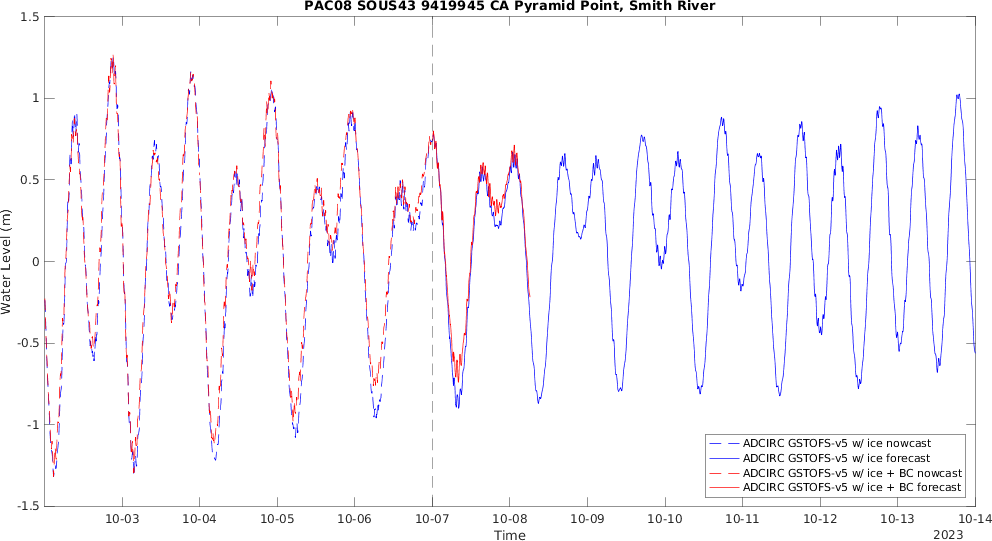 PAC08 SOUS43 9419945 CA Pyramid Point, Smith River
Water Level (m)
1.5
1
0.5
0
-0.5
-1
-1.5
10-03 10-04 10-05 10-06 10-07 10-08 10-09 10-10 10-11 10-12 10-13 10-14
Time
2023
ADCIRC GSTOFS-v5 w/ ice nowcast
ADCIRC GSTOFS-v5 w/ ice forecast
ADCIRC GSTOFS-v5 w/ ice + BC nowcast
ADCIRC GSTOFS-v5 w/ ice + BC forecast